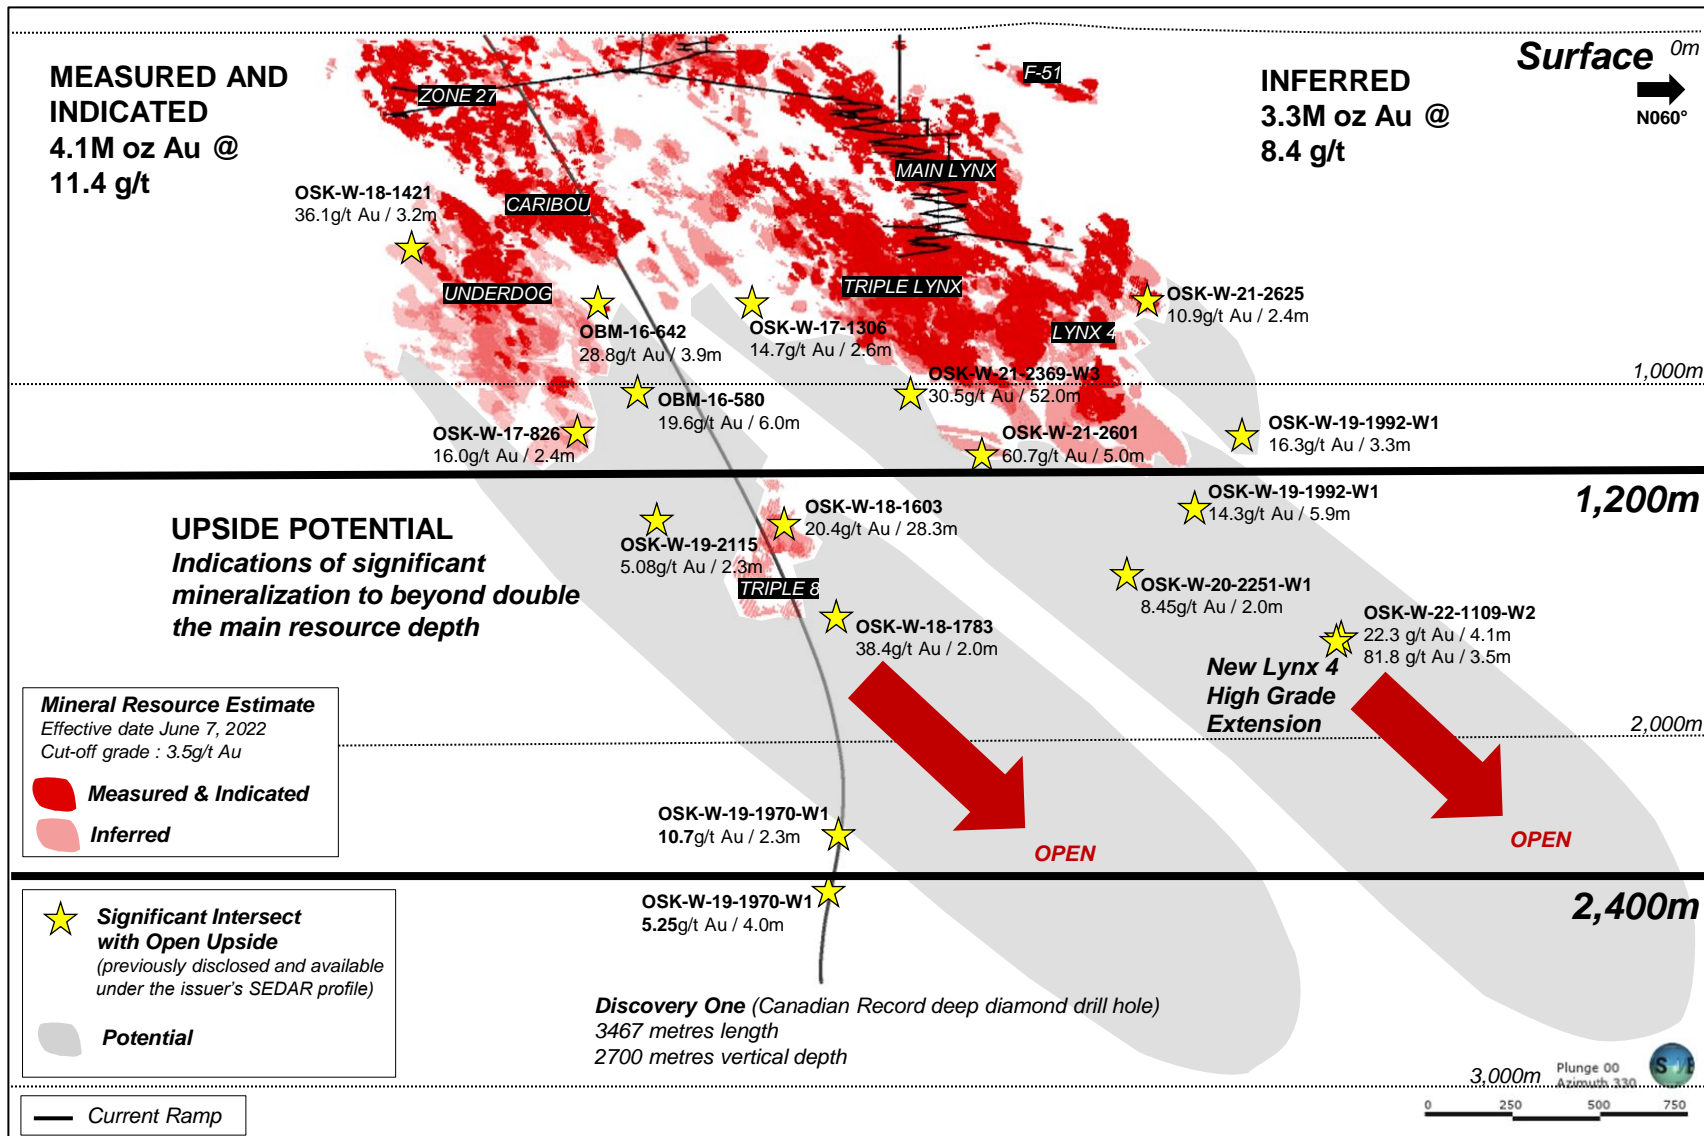 Surface 0m
N060°
MEASURED AND
INDICATED
4.1M oz Au @
11.4 g/t
INFERRED
3.3M oz Au @
8.4 g/t
F-51
ZONE 27
MAIN LYNX
CARIBOU
OSK-W-18-1421
36.1g/t Au / 3.2m
UNDERDOG
TRIPLE LYNX
LYNX 4
OSK-W-21-2625
10.9g/t Au / 2.4m
OBM-16-642
28.8g/t Au / 3.9m
OSK-W-17-1306
14.7g/t Au / 2.6m
1,000m
OSK-W-21-2369-W3
30.5g/t Au / 52.0m
OBM-16-580
19.6g/t Au / 6.0m
OSK-W-17-826
16.0g/t Au / 2.4m
OSK-W-21-2601
60.7g/t Au / 5.0m
OSK-W-19-1992-W1
16.3g/t Au / 3.3m
1,200m
OSK-W-19-1992-W1
14.3g/t Au / 5.9m
UPSIDE POTENTIAL
Indications of significant
mineralization to beyond double
the main resource depth
OSK-W-18-1603
20.4g/t Au / 28.3m
OSK-W-19-2115
5.08g/t Au / 2.3m
TRIPLE 8
OSK-W-20-2251-W1
8.45g/t Au / 2.0m
OSK-W-18-1783
38.4g/t Au / 2.0m
OSK-W-22-1109-W2
22.3 g/t Au / 4.1m
81.8 g/t Au / 3.5m
New Lynx 4
High Grade
Extension
2,000m
Mineral Resource Estimate
Effective date June 7, 2022
Cut-off grade : 3.5g/t Au
Measured & Indicated
Inferred
OSK-W-19-1970-W1
10.7g/t Au / 2.3m
OPEN
OPEN
OSK-W-19-1970-W1
5.25g/t Au / 4.0m
2,400m
Significant Intersect
with Open Upside
(previously disclosed and available
under the issuer's SEDAR profile)
Potential
Discovery One (Canadian Record deep diamond drill hole)
3467 metres length
2700 metres vertical depth
3,000m
Plunge 00
Azimuth 330
0 250 500 750
Current Ramp